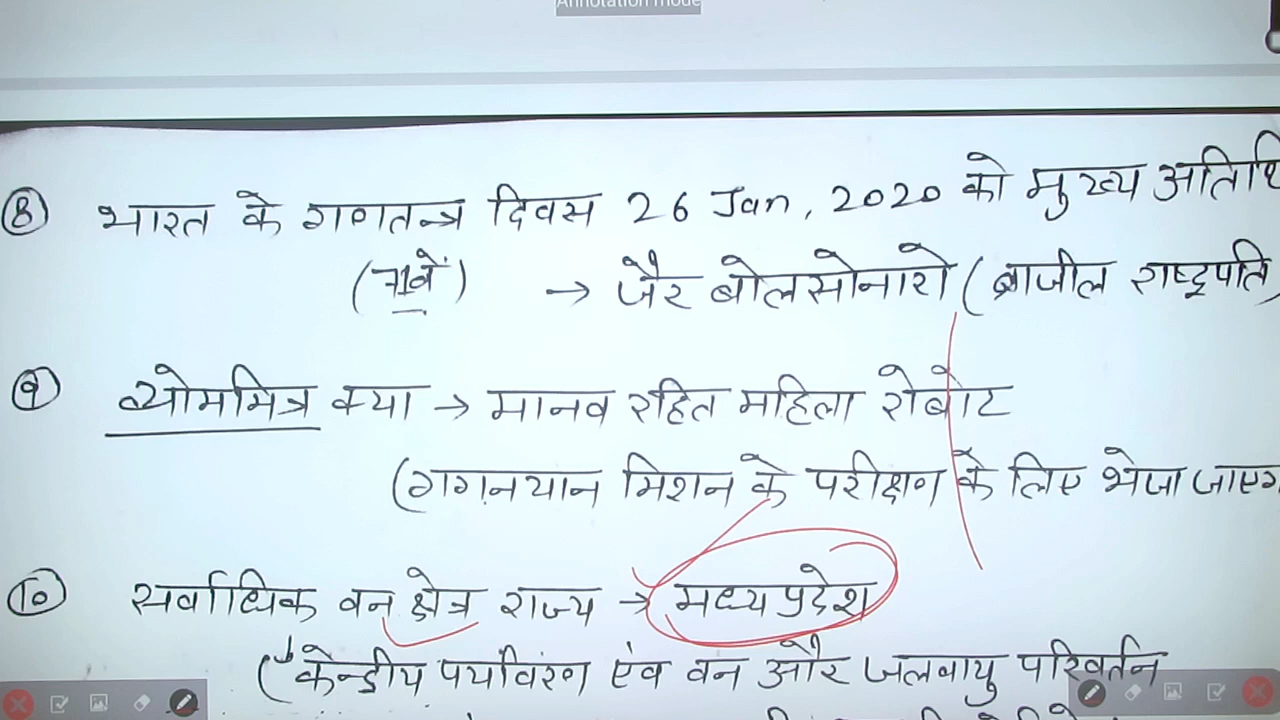 Annotation mode
⑧ भारत के गणतन्त्र दिवस 26 Jan, 2020 को मुख्य अतिथि
(71वें) → जैर बोलसोनारो (ब्राजील राष्ट्रपति)
⑨ व्योममित्र क्या → मानव रहित महिला रोबोट
(गगनयान मिशन के परीक्षण के लिए भेजा जाएगा
⑩ सर्वाधिक वन क्षेत्र राज्य → मध्यप्रदेश
(↓ केन्द्रीय पर्यावरण एंव वन और जलवायु परिवर्तन